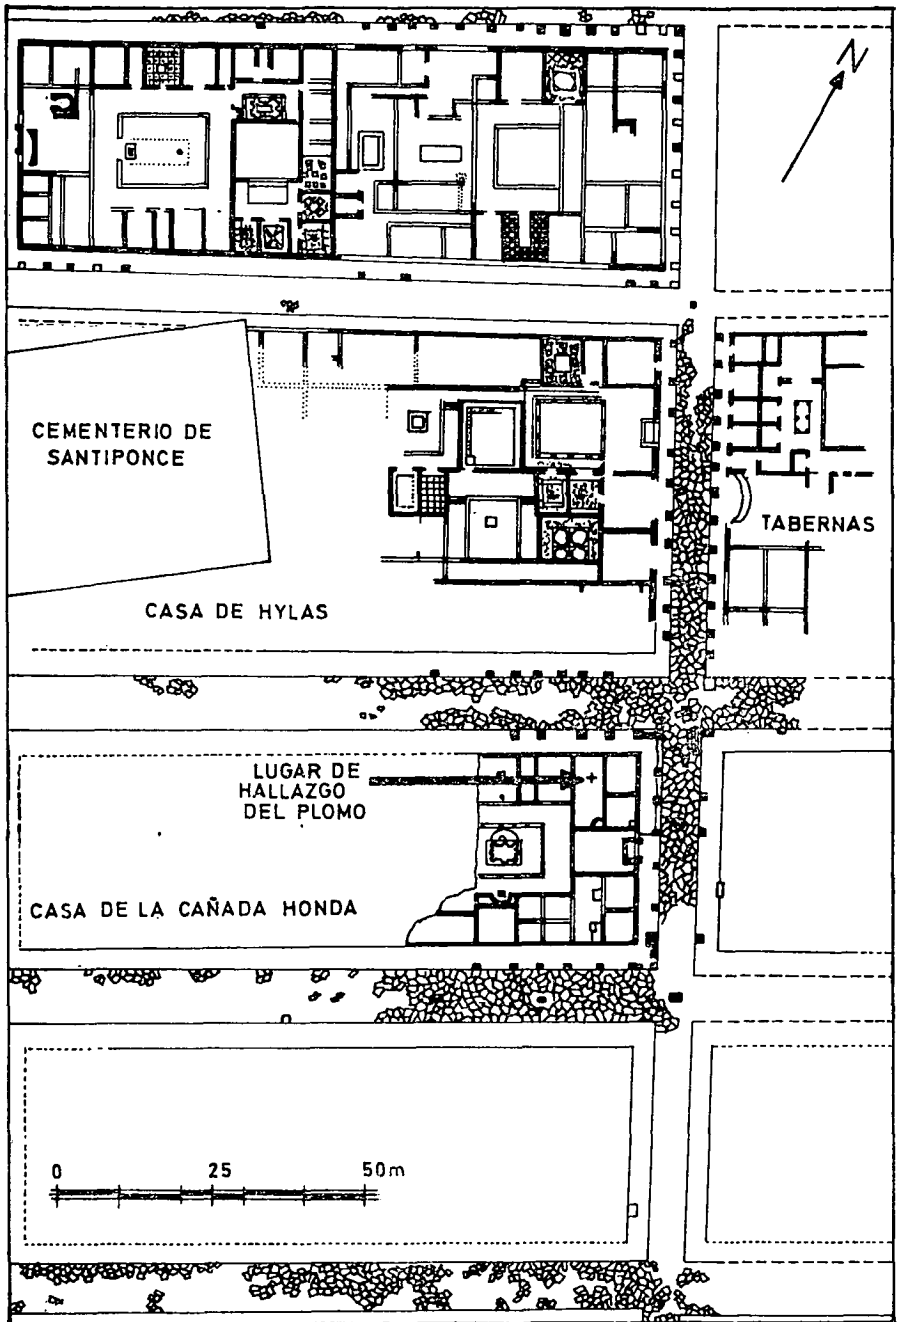 N
CEMENTERIO DE
SANTIPONCE
TABERNAS
CASA DE HYLAS
LUGAR DE
HALLAZGO
DEL PLOMO
CASA DE LA CAÑADA HONDA
0 25 50m